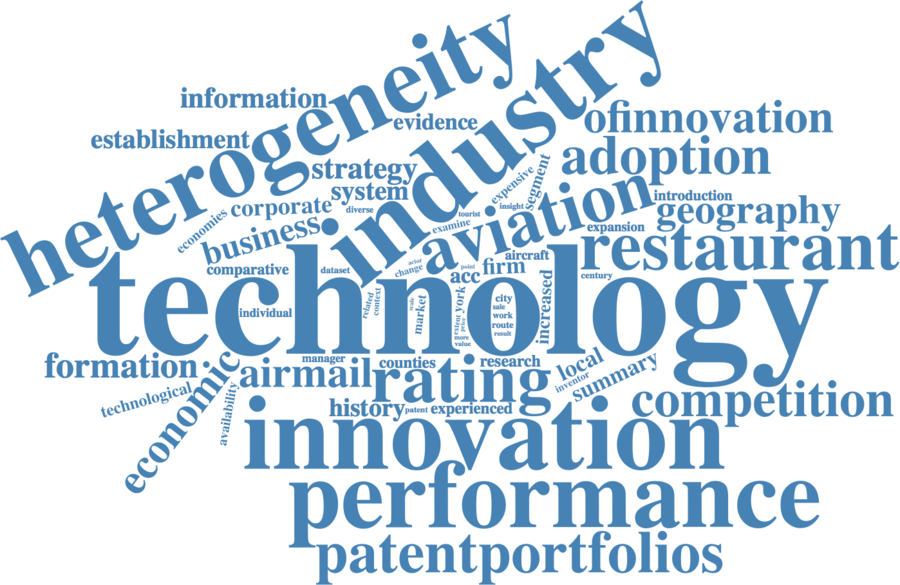 heterogeneity
industry
information
evidence
ofinnovation
establishment
adoption
strategy
system
expensive
segment
insight
aviation
introduction
economies
corporate
diverse
tourist
examine
geography
business
expansion
restaurant
comparative
dataset
actor
change
point
acc
firm
aircraft
century
technology
individual
related
context
scale
market
york
extent
price
more
value
city
sale
work
route
result
increased
formation
economic
manager
counties
research
local
inventor
summary
airmail
rating
technological
availability
history
patent
experienced
competition
innovation
performance
patentportfolios